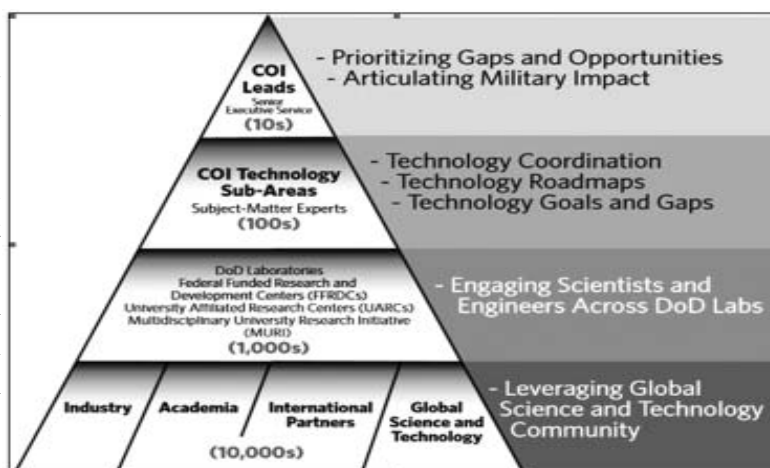 COI
Leads
Senior
Executive Service
(10s)
- Prioritizing Gaps and Opportunities
- Articulating Military Impact
COI Technology
Sub-Areas
Subject-Matter Experts
(100s)
- Technology Coordination
- Technology Roadmaps
- Technology Goals and Gaps
DoD Laboratories
Federal Funded Research and
Development Centers (FFRDCs)
University Affiliated Research Centers (UARCs)
Multidisciplinary University Research Initiative
(MURI)
(1,000s)
- Engaging Scientists and
Engineers Across DoD Labs
Industry
Academia
International
Partners
Global
Science and
Technology
(10,000s)
- Leveraging Global
Science and Technology
Community